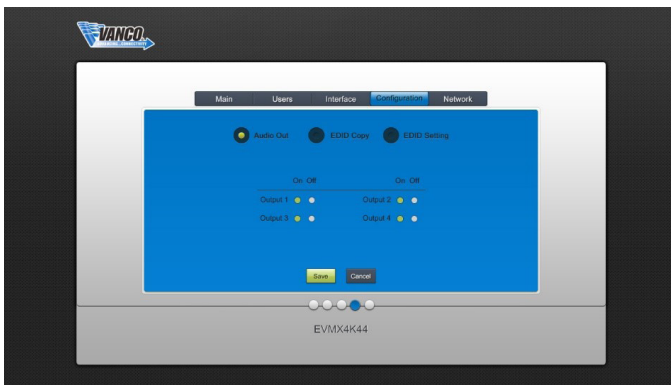 VANCO
Main Users Interface Configuration Network
Audio Out EDID Copy EDID Setting
On Off On Off
Output 1 Output 2
Output 3 Output 4
Save Cancel
EVMX4K44